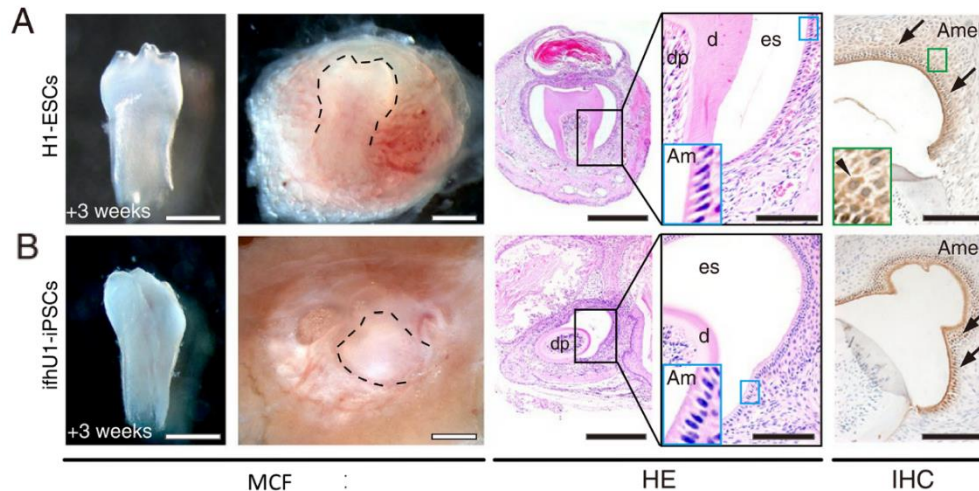 A
H1-ESCs
+3 weeks
dp
d
es
Am
Ame
B
ifhU1-iPSCs
+3 weeks
dp
es
d
Am
Ame
MCF :
HE
IHC